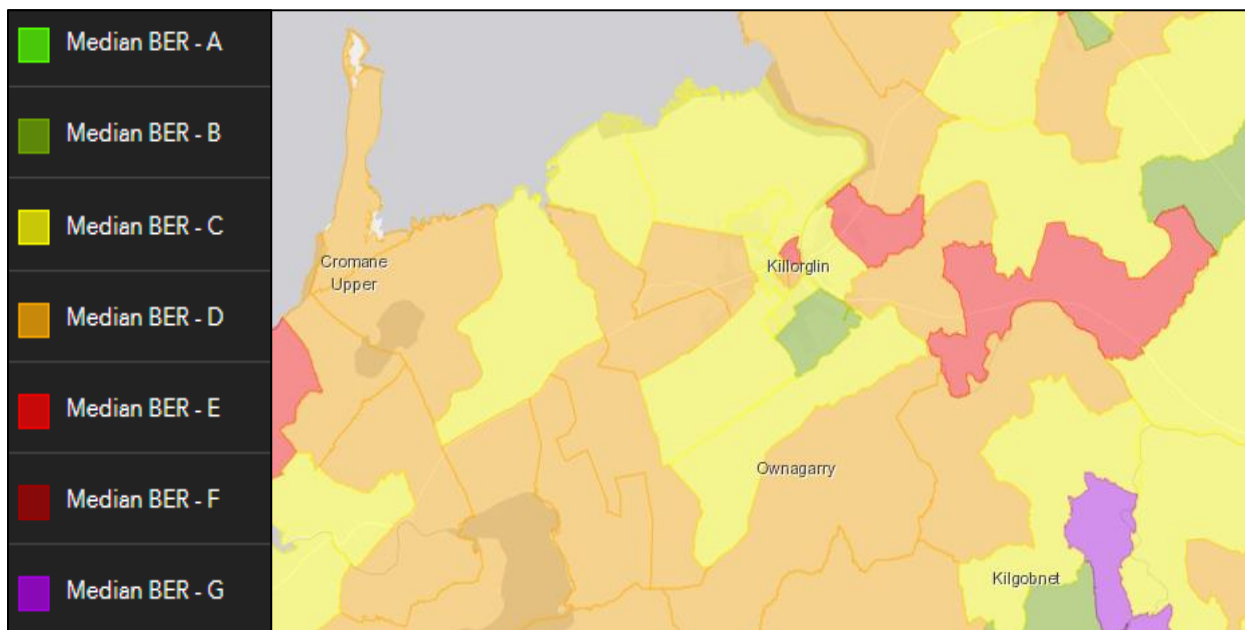 Median BER - A
Median BER - B
Median BER - C
Median BER - D
Median BER - E
Median BER - F
Median BER - G
Cromane
Upper
Killorglin
Ownagarry
Kilgobnet